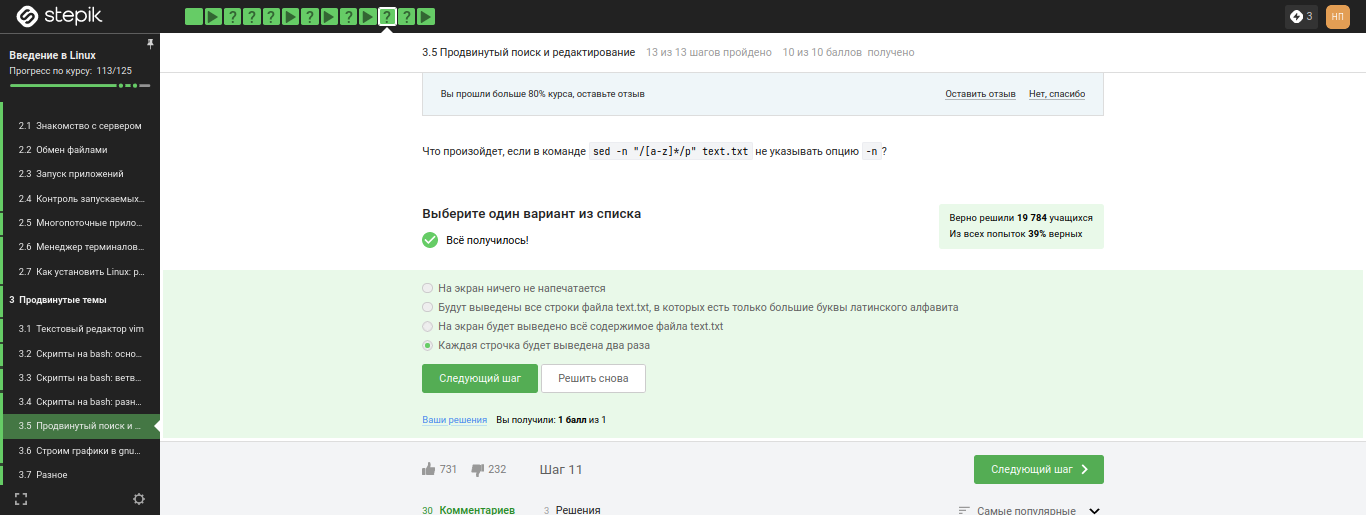 stepik
? ? ? ? ? ? ?
3
НП
Введение в Linux
Прогресс по курсу: 113/125
2.1 Знакомство с сервером
2.2 Обмен файлами
2.3 Запуск приложений
2.4 Контроль запускаемых...
2.5 Многопоточные прило...
2.6 Менеджер терминалов...
2.7 Как установить Linux: р...
3 Продвинутые темы
3.1 Текстовый редактор vim
3.2 Скрипты на bash: осно...
3.3 Скрипты на bash: ветв...
3.4 Скрипты на bash: разн...
3.5 Продвинутый поиск и ...
3.6 Строим графики в gnu...
3.7 Разное
3.5 Продвинутый поиск и редактирование 13 из 13 шагов пройдено 10 из 10 баллов получено
Вы прошли больше 80% курса, оставьте отзыв Оставить отзыв Нет, спасибо
Что произойдет, если в команде sed -n "/[a-z]*/p" text.txt не указывать опцию -n ?
Выберите один вариант из списка
Верно решили 19 784 учащихся
Из всех попыток 39% верных
Всё получилось!
На экран ничего не напечатается
Будут выведены все строки файла text.txt, в которых есть только большие буквы латинского алфавита
На экран будет выведено всё содержимое файла text.txt
Каждая строчка будет выведена два раза
Следующий шаг Решить снова
Ваши решения Вы получили: 1 балл из 1
731 232 Шаг 11 Следующий шаг
30 Комментариев 3 Решения Самые популярные